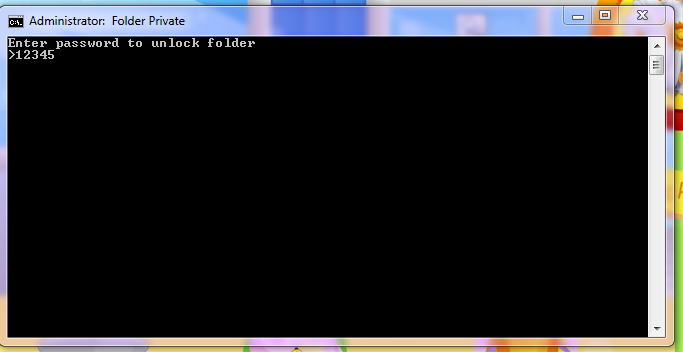 Administrator: Folder Private
Enter password to unlock folder
>12345